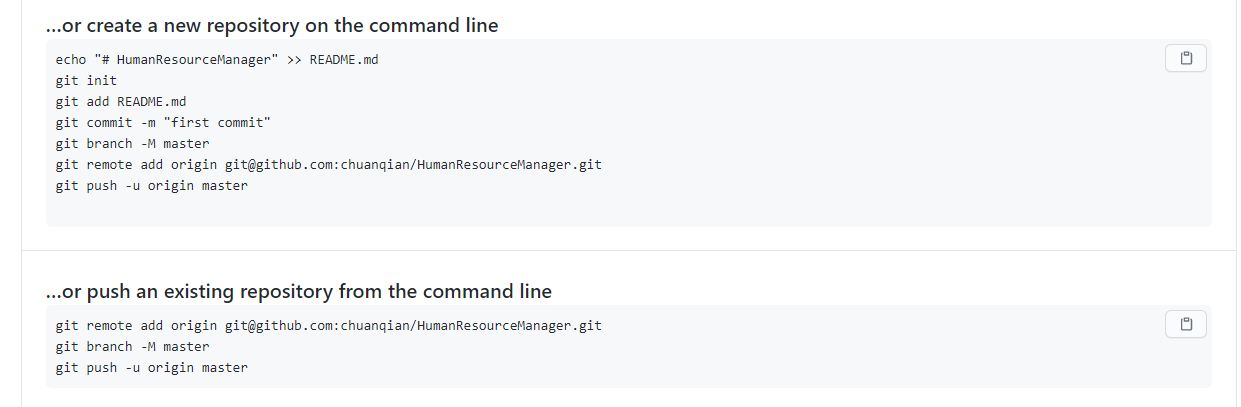 ...or create a new repository on the command line
echo "# HumanResourceManager" >> README.md
git init
git add README.md
git commit -m "first commit"
git branch -M master
git remote add origin git@github.com:chuanqian/HumanResourceManager.git
git push -u origin master
...or push an existing repository from the command line
git remote add origin git@github.com:chuanqian/HumanResourceManager.git
git branch -M master
git push -u origin master